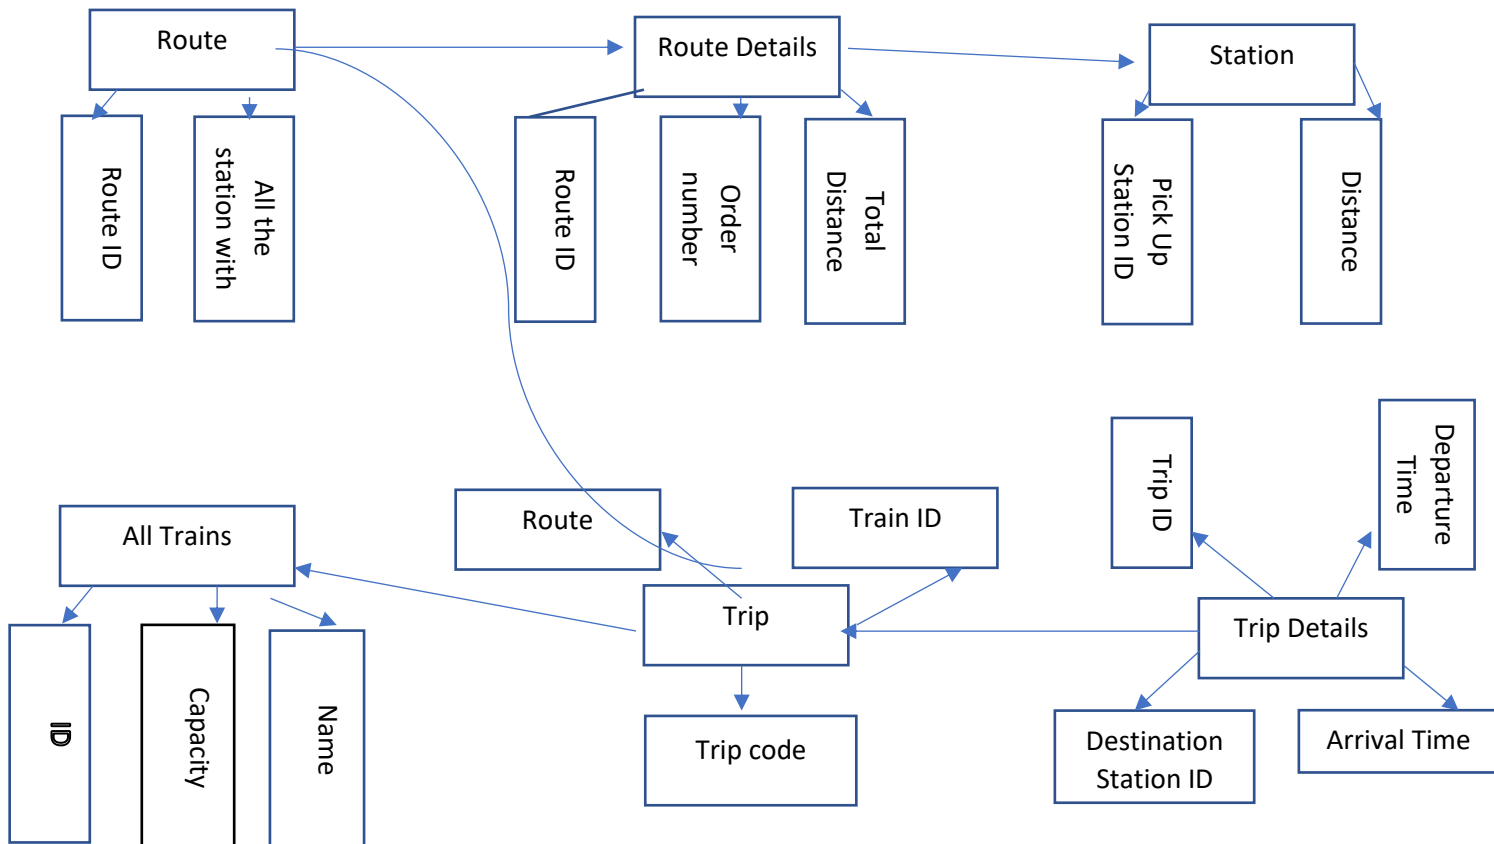 Route
Route Details
Station
Route ID
All the
station with
Route ID
Order
number
Total
Distance
Pick Up
Station ID
Distance
Trip ID
Departure
Time
All Trains
Route
Train ID
Trip
Trip Details
ID
Capacity
Name
Trip code
Destination
Station ID
Arrival Time